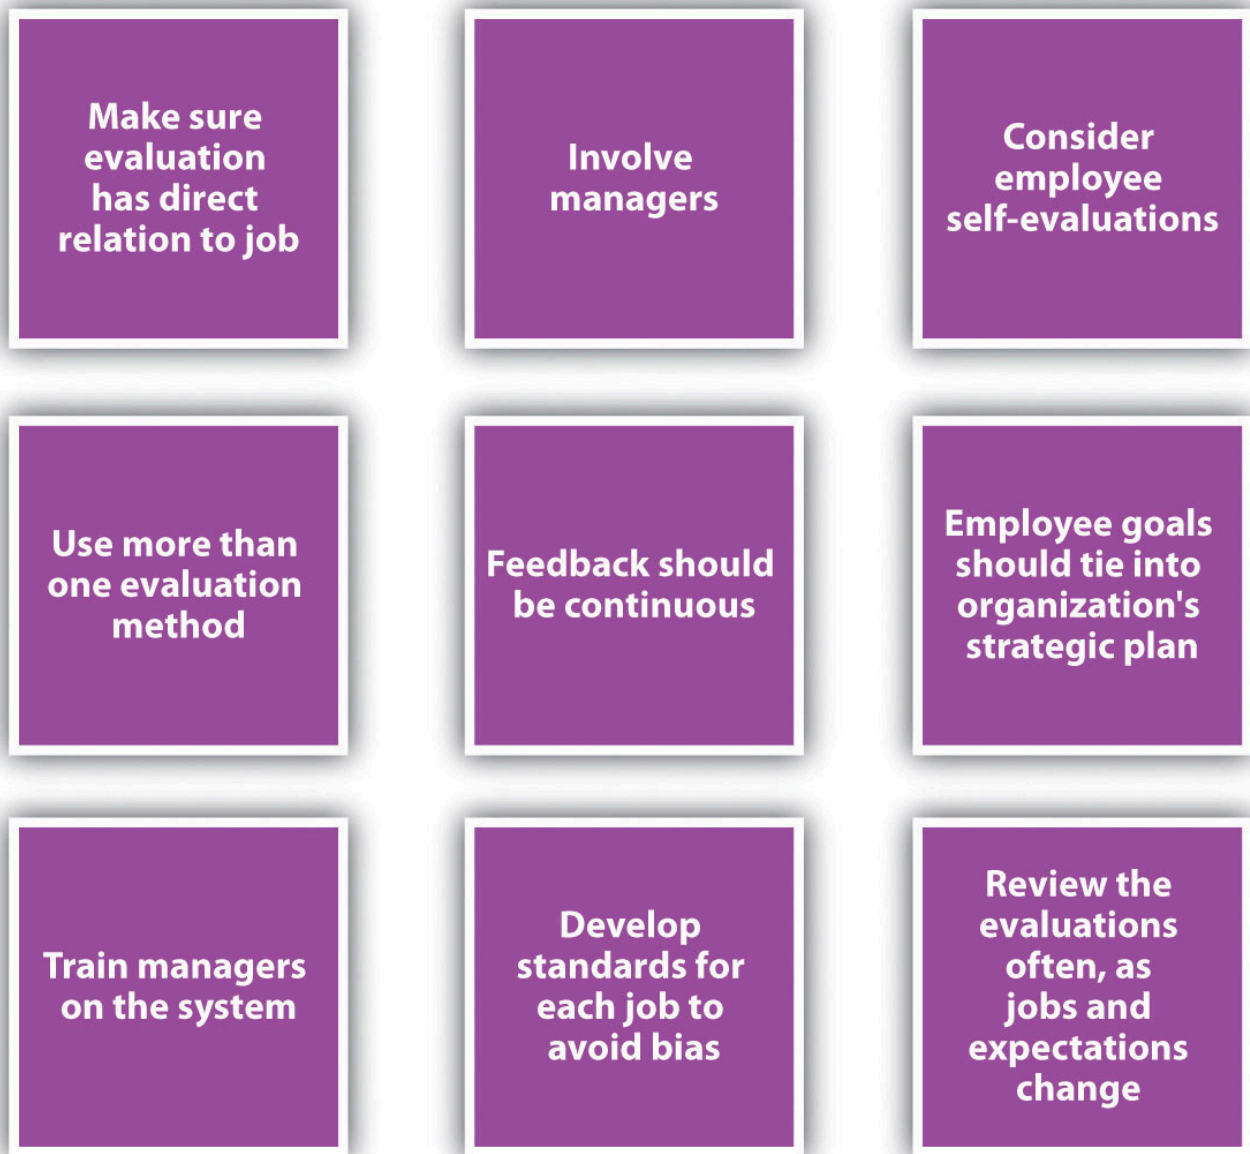 Make sure
evaluation
has direct
relation to job
Involve
managers
Consider
employee
self-evaluations
Use more than
one evaluation
method
Feedback should
be continuous
Employee goals
should tie into
organization's
strategic plan
Train managers
on the system
Develop
standards for
each job to
avoid bias
Review the
evaluations
often, as
jobs and
expectations
change